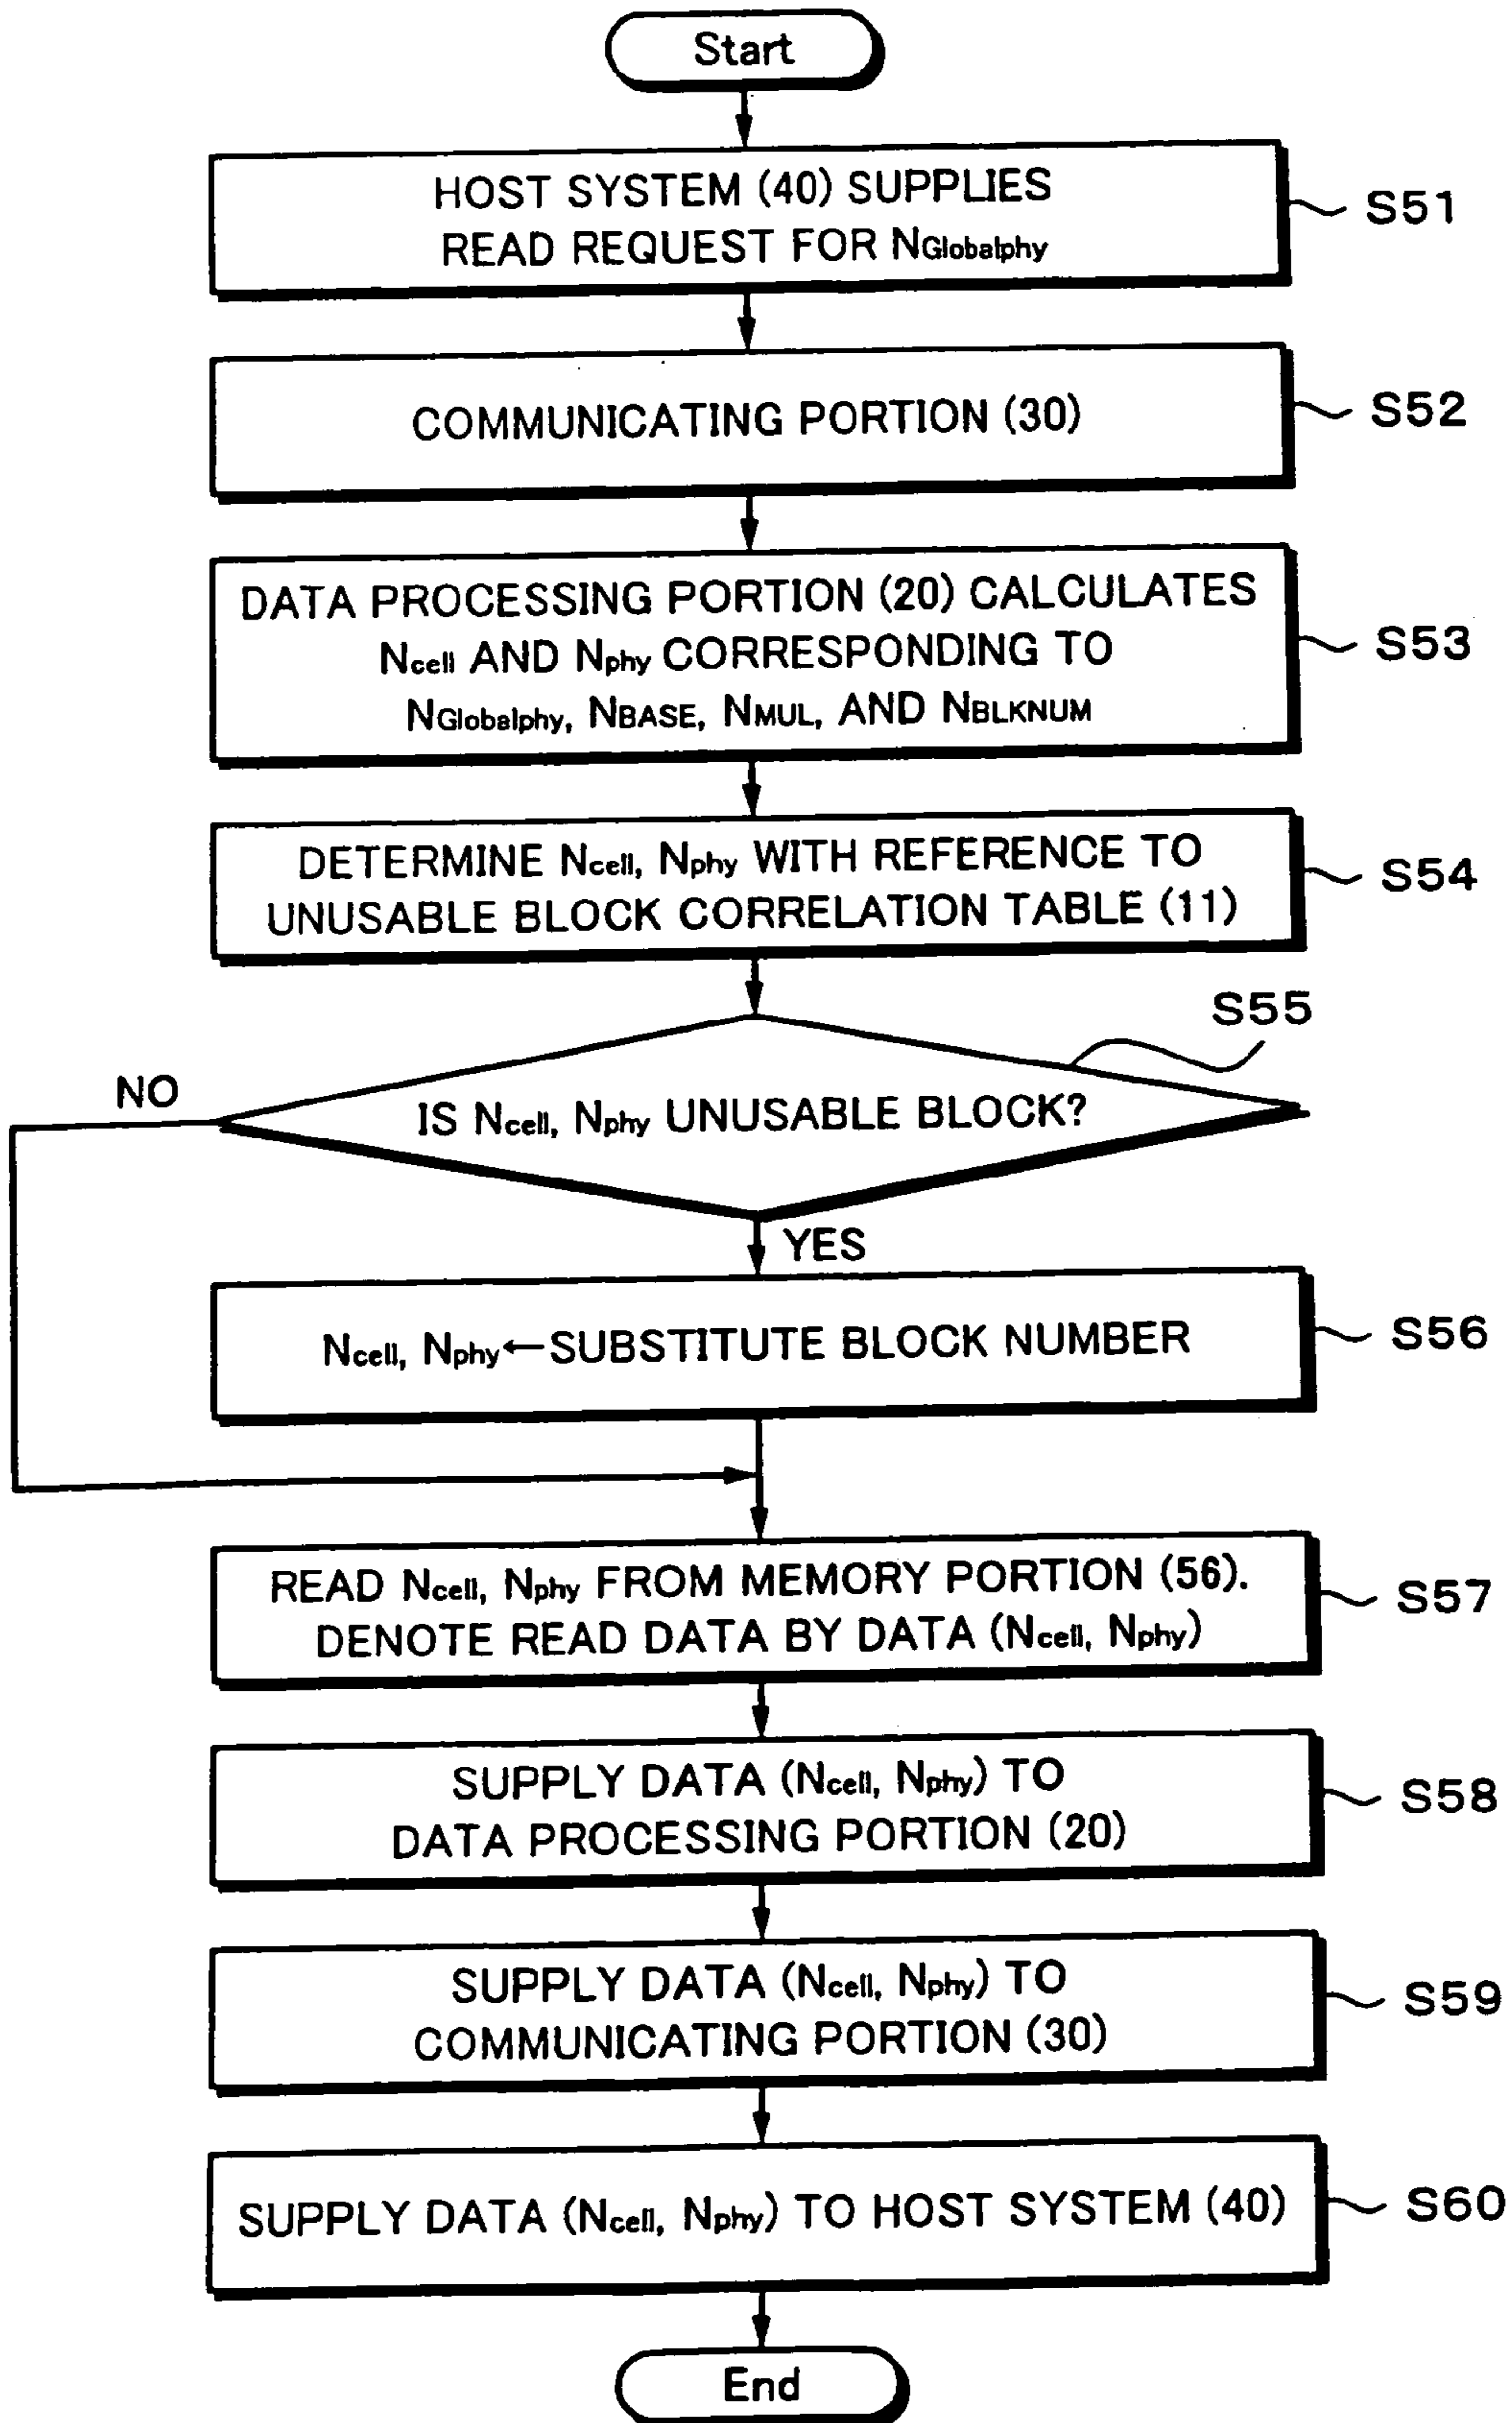 Start
HOST SYSTEM (40) SUPPLIES
READ REQUEST FOR NGlobalphy
S51
COMMUNICATING PORTION (30)
S52
DATA PROCESSING PORTION (20) CALCULATES
Ncell AND Nphy CORRESPONDING TO
NGlobalphy, NBASE, NMUL, AND NBLKNUM
S53
DETERMINE Ncell, Nphy WITH REFERENCE TO
UNUSABLE BLOCK CORRELATION TABLE (11)
S54
S55
NO
IS Ncell, Nphy UNUSABLE BLOCK?
YES
Ncell, Nphy←SUBSTITUTE BLOCK NUMBER
S56
READ Ncell, Nphy FROM MEMORY PORTION (56).
DENOTE READ DATA BY DATA (Ncell, Nphy)
S57
SUPPLY DATA (Ncell, Nphy) TO
DATA PROCESSING PORTION (20)
S58
SUPPLY DATA (Ncell, Nphy) TO
COMMUNICATING PORTION (30)
S59
SUPPLY DATA (Ncell, Nphy) TO HOST SYSTEM (40)
S60
End